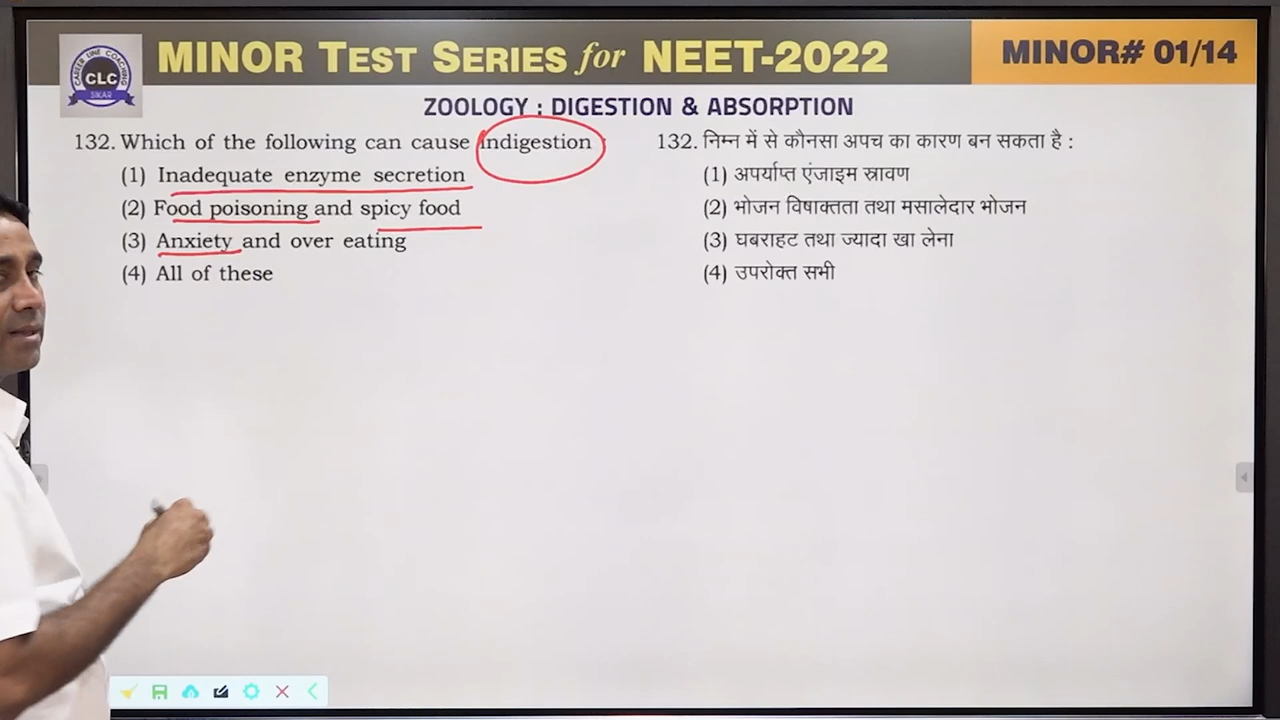 CAREER LINE COACHING
CLC
SIKAR
MINOR TEST SERIES for NEET-2022
MINOR# 01/14
ZOOLOGY : DIGESTION & ABSORPTION
132. Which of the following can cause indigestion
(1) Inadequate enzyme secretion
(2) Food poisoning and spicy food
(3) Anxiety and over eating
(4) All of these
132. निम्न में से कौनसा अपच का कारण बन सकता है :
(1) अपर्याप्त एंजाइम स्रावण
(2) भोजन विषाक्तता तथा मसालेदार भोजन
(3) घबराहट तथा ज्यादा खा लेना
(4) उपरोक्त सभी